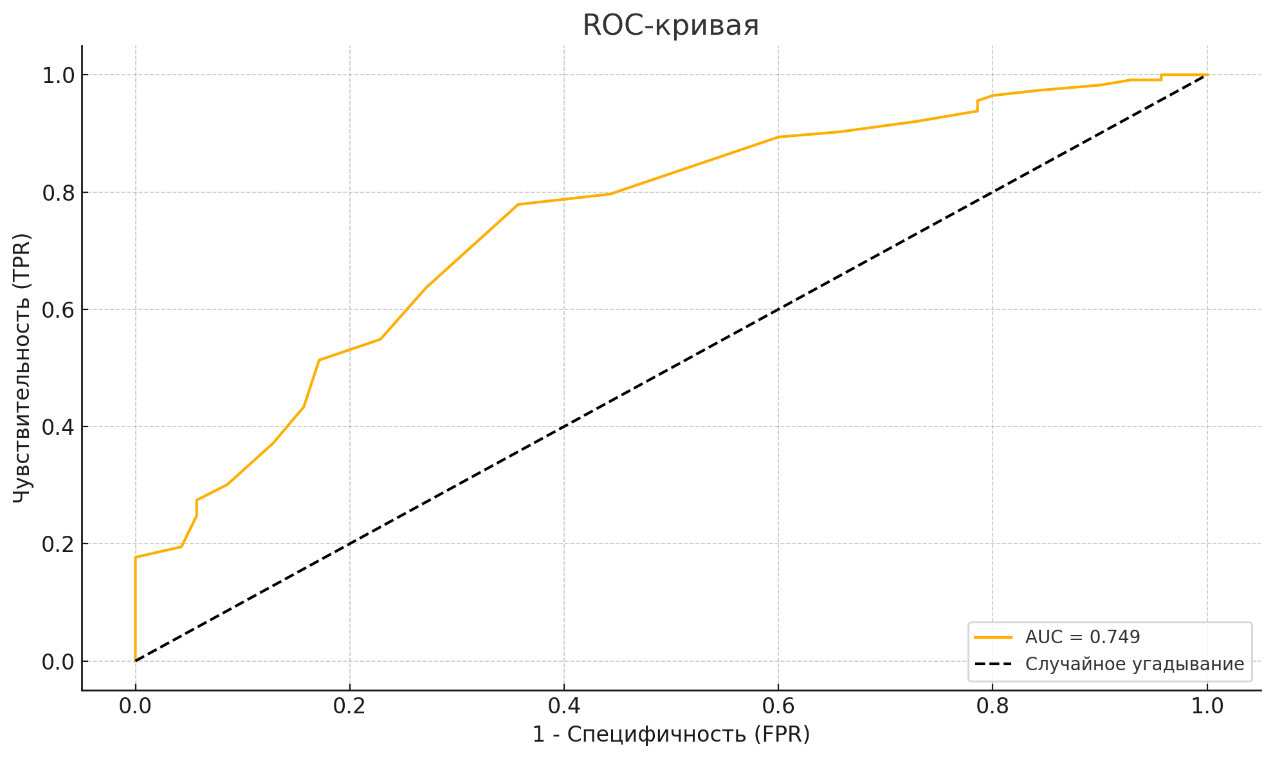 ROC-кривая
Чувствительность (TPR)
1.0
0.8
0.6
0.4
0.2
0.0
AUC = 0.749
Случайное угадывание
0.0 0.2 0.4 0.6 0.8 1.0
1 - Специфичность (FPR)